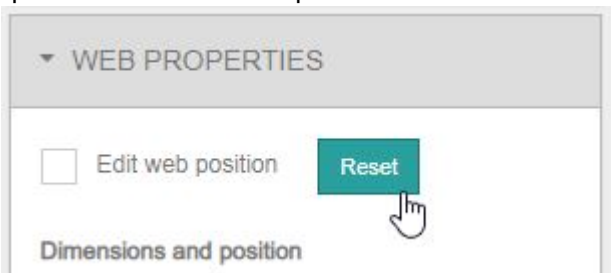 WEB PROPERTIES
Edit web position Reset
Dimensions and position